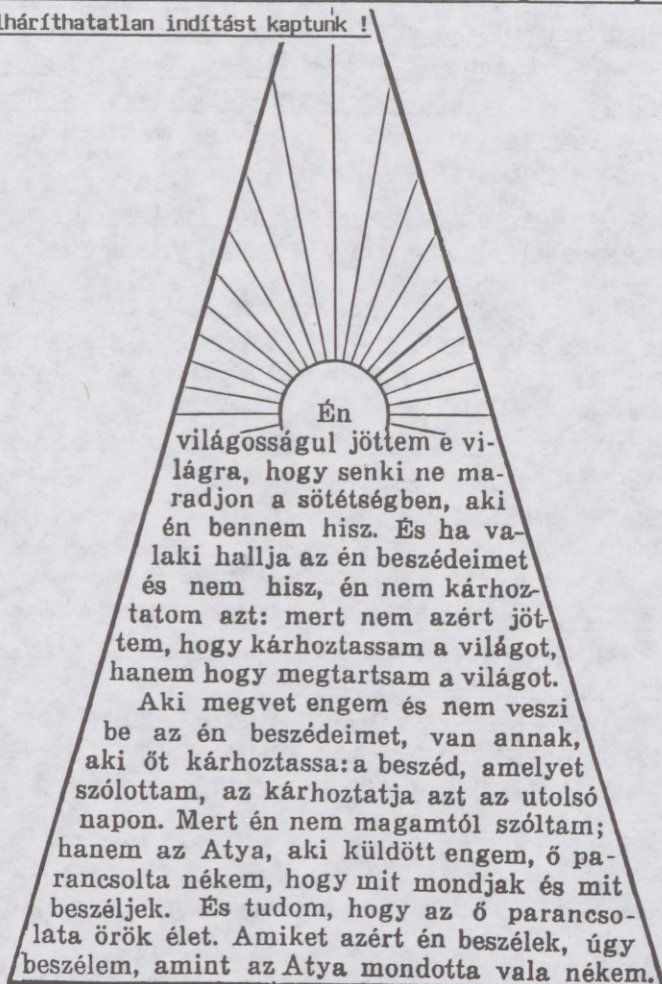 indítást kaptunk !
Én
világosságul jöttem e vi-
lágra, hogy senki ne ma-
radjon a sötétségben, aki
én bennem hisz. És ha va-
laki hallja az én beszédeimet
és nem hisz, én nem kárhoz-
tatom azt: mert nem azért jöt-
tem, hogy kárhoztassam a világot,
hanem hogy megtartsam a világot.
Aki megvet engem és nem veszi
be az én beszédeimet, van annak,
aki őt kárhoztassa: a beszéd, amelyet
szólottam, az kárhoztatja azt az utolsó
napon. Mert én nem magamtól szóltam;
hanem az Atya, aki küldött engem, ő pa-
rancsolta nékem, hogy mit mondjak és mit
beszéljek. És tudom, hogy az ő parancso-
lata örök élet. Amiket azért én beszélek, úgy
beszélem, amint az Atya mondotta vala nékem.